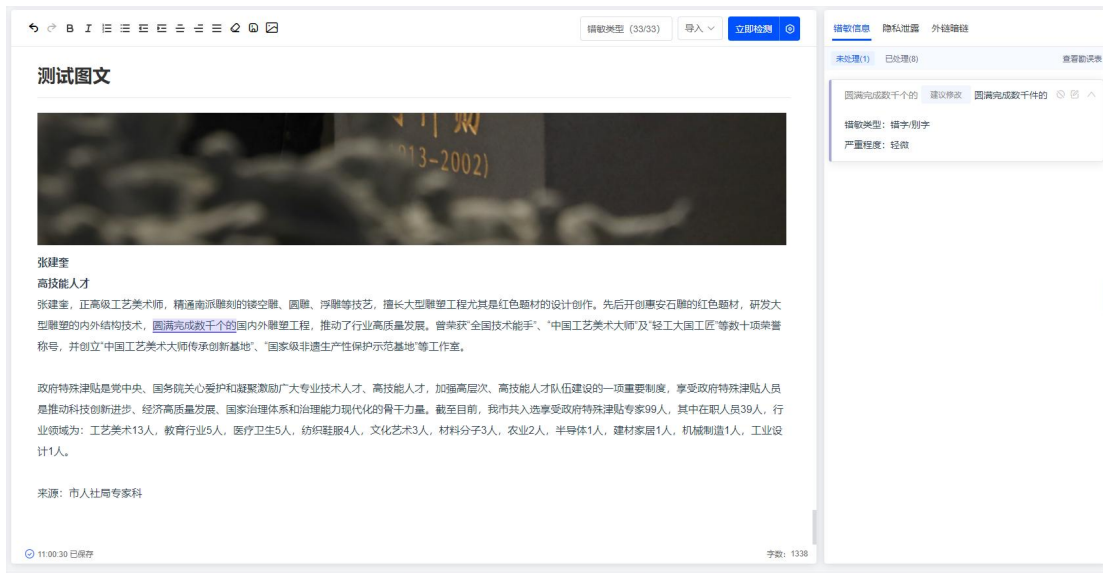 错敏类型（33/33）
导入
立即检测
测试图文
913-2002)
张建奎
高技能人才
张建奎，正高级工艺美术师，精通南派雕刻的镂空雕、圆雕、浮雕等技艺，擅长大型雕塑工程尤其是红色题材的设计创作。先后开创惠安石雕的红色题材，研发大
型雕塑的内外结构技术，圆满完成数千个的国内外雕塑工程，推动了行业高质量发展。曾荣获“全国技术能手”、“中国工艺美术大师”及“轻工大国工匠”等数十项荣誉
称号，并创立“中国工艺美术大师传承创新基地”、“国家级非遗生产性保护示范基地”等工作室。
政府特殊津贴是党中央、国务院关心爱护和凝聚激励广大专业技术人才、高技能人才，加强高层次、高技能人才队伍建设的一项重要制度，享受政府特殊津贴人员
是推动科技创新进步、经济高质量发展、国家治理体系和治理能力现代化的骨干力量。截至目前，我市共入选享受政府特殊津贴专家99人，其中在职人员39人，行
业领域为：工艺美术13人，教育行业5人，医疗卫生5人，纺织鞋服4人，文化艺术3人，材料分子3人，农业2人，半导体1人，建材家居1人，机械制造1人，工业设
计1人。
来源：市人社局专家科
11:00:30 已保存
字数：1338
错敏信息 隐私泄露 外链暗链
未处理(1) 已处理(8) 查看勘误表
圆满完成数千个的 建议修改 圆满完成数千件的
错敏类型：错字/别字
严重程度：轻微